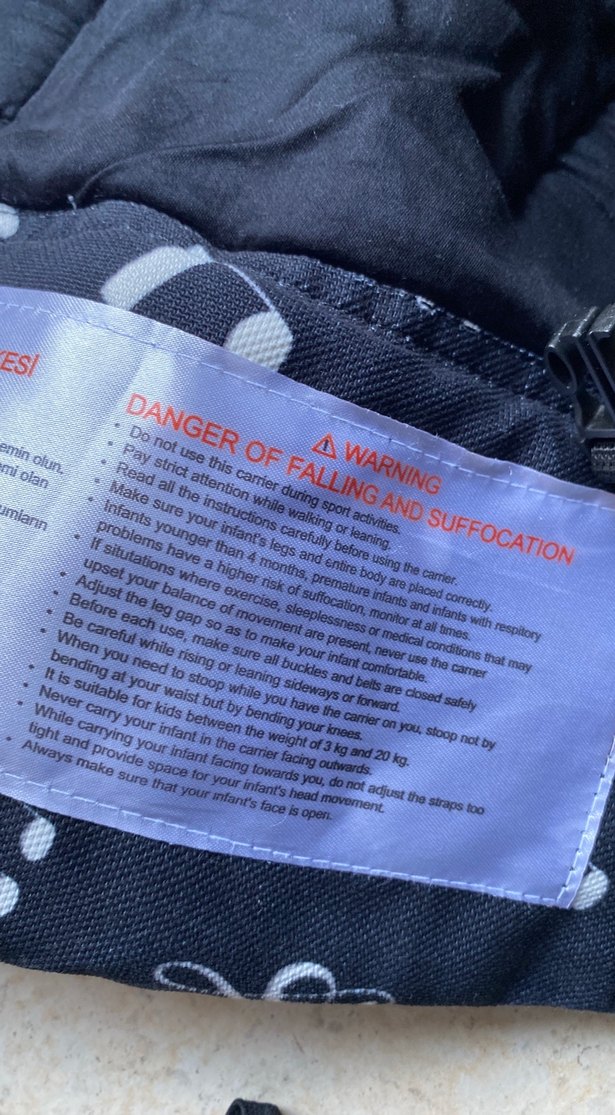 KESİ
emin olun.
emi olan
umların
⚠ WARNING
DANGER OF FALLING AND SUFFOCATION
• Do not use this carrier during sport activities.
• Pay strict attention while walking or leaning.
• Read all the instructions carefully before using the carrier.
• Make sure your infant's legs and entire body are placed correctly.
• Infants younger than 4 months, premature infants and infants with respitory
problems have a higher risk of suffocation, monitor at all times.
• If situtations where exercise, sleeplessness or medical conditions that may
upset your balance of movement are present, never use the carrier
• Adjust the leg gap so as to make your infant comfortable.
• Before each use, make sure all buckles and belts are closed safely
• Be careful while rising or leaning sideways or forward.
• When you need to stoop while you have the carrier on you, stoop not by
bending at your waist but by bending your knees.
• It is suitable for kids between the weight of 3 kg and 20 kg.
• Never carry your infant in the carrier facing outwards.
• While carrying your infant facing towards you, do not adjust the straps too
tight and provide space for your infant's head movement.
• Always make sure that your infant's face is open.